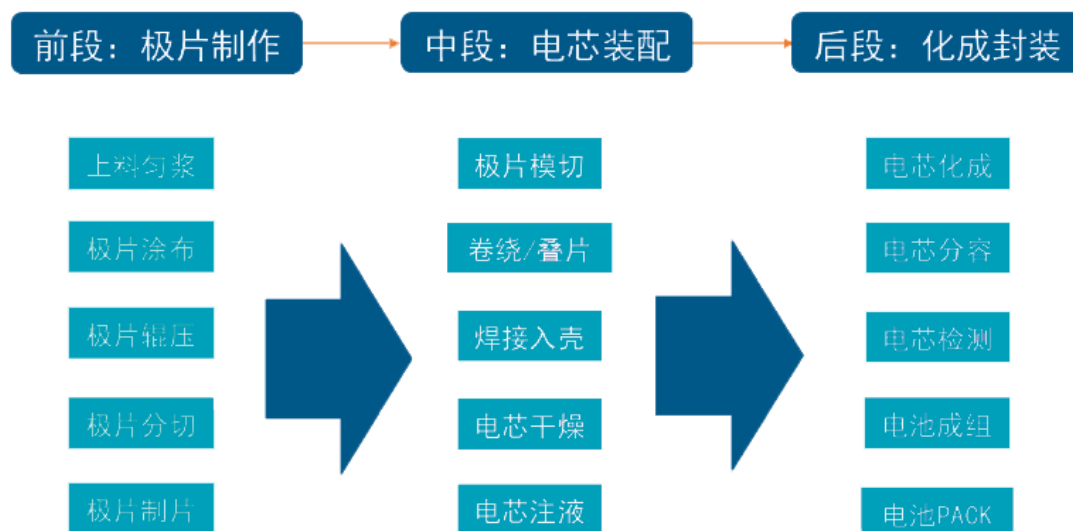 前段：极片制作
中段：电芯装配
后段：化成封装
上料匀浆
极片涂布
极片辊压
极片分切
极片制片
极片模切
卷绕/叠片
焊接入壳
电芯干燥
电芯注液
电芯化成
电芯分容
电芯检测
电池成组
电池PACK